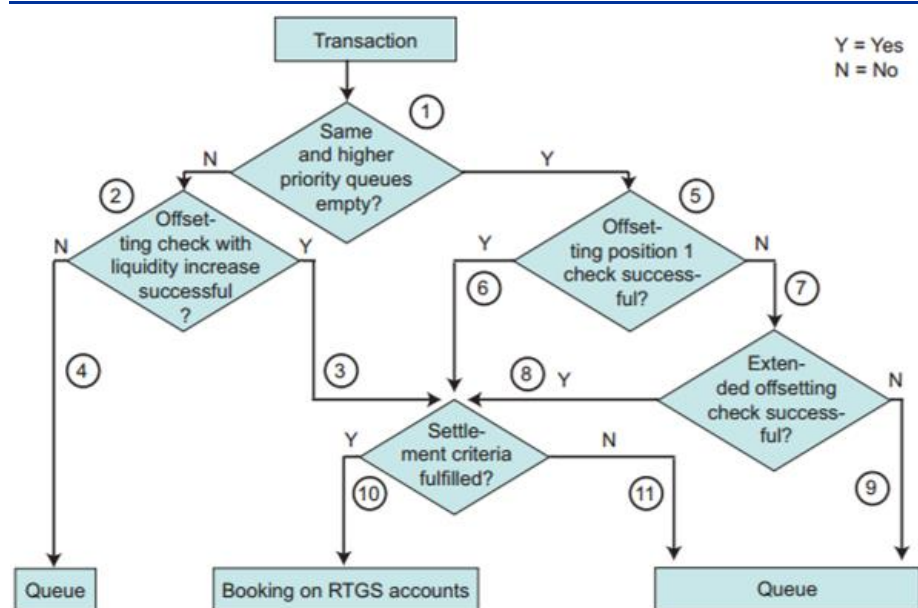 Transaction
Y = Yes
N = No
1
Same
and higher
priority queues
empty?
N
Y
2
Offset-
ting check with
liquidity increase
successful
?
N
Y
5
Offset-
ting position 1
check success-
ful?
Y
N
6
7
4
3
8
Y
Exten-
ded offsetting
check success-
ful?
N
Settle-
ment criteria
fulfilled?
Y
N
10
11
9
Queue
Booking on RTGS accounts
Queue